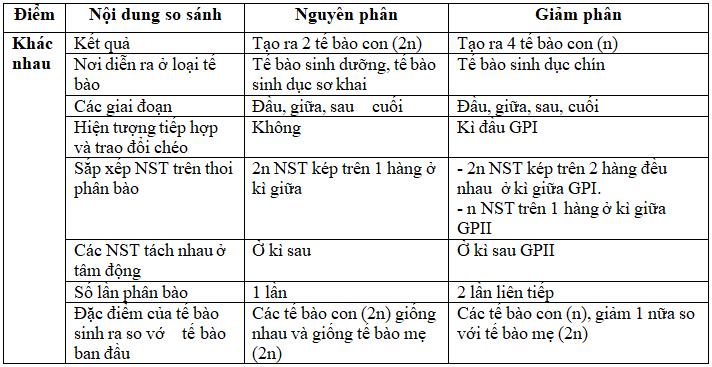 Điểm Nội dung so sánh Nguyên phân Giảm phân
Khác nhau Kết quả Tạo ra 2 tế bào con (2n) Tạo ra 4 tế bào con (n)
Nơi diễn ra ở loại tế Tế bào sinh dưỡng, tế bào Tế bào sinh dục chín
bào sinh dục sơ khai
Các giai đoạn Đầu, giữa, sau cuối Đầu, giữa, sau, cuối
Hiện tượng tiếp hợp Không Kì đầu GPI
và trao đổi chéo
Sắp xếp NST trên thoi 2n NST kép trên 1 hàng ở - 2n NST kép trên 2 hàng đều
phân bào kì giữa nhau ở kì giữa GPI.
- n NST trên 1 hàng ở kì giữa
GPII
Các NST tách nhau ở Ở kì sau Ở kì sau GPII
tâm động
Số lần phân bào 1 lần 2 lần liên tiếp
Đặc điểm của tế bào Các tế bào con (2n) giống Các tế bào con (n), giảm 1 nữa so
sinh ra so vớ tế bào nhau và giống tế bào mẹ với tế bào mẹ (2n)
ban đầu (2n)